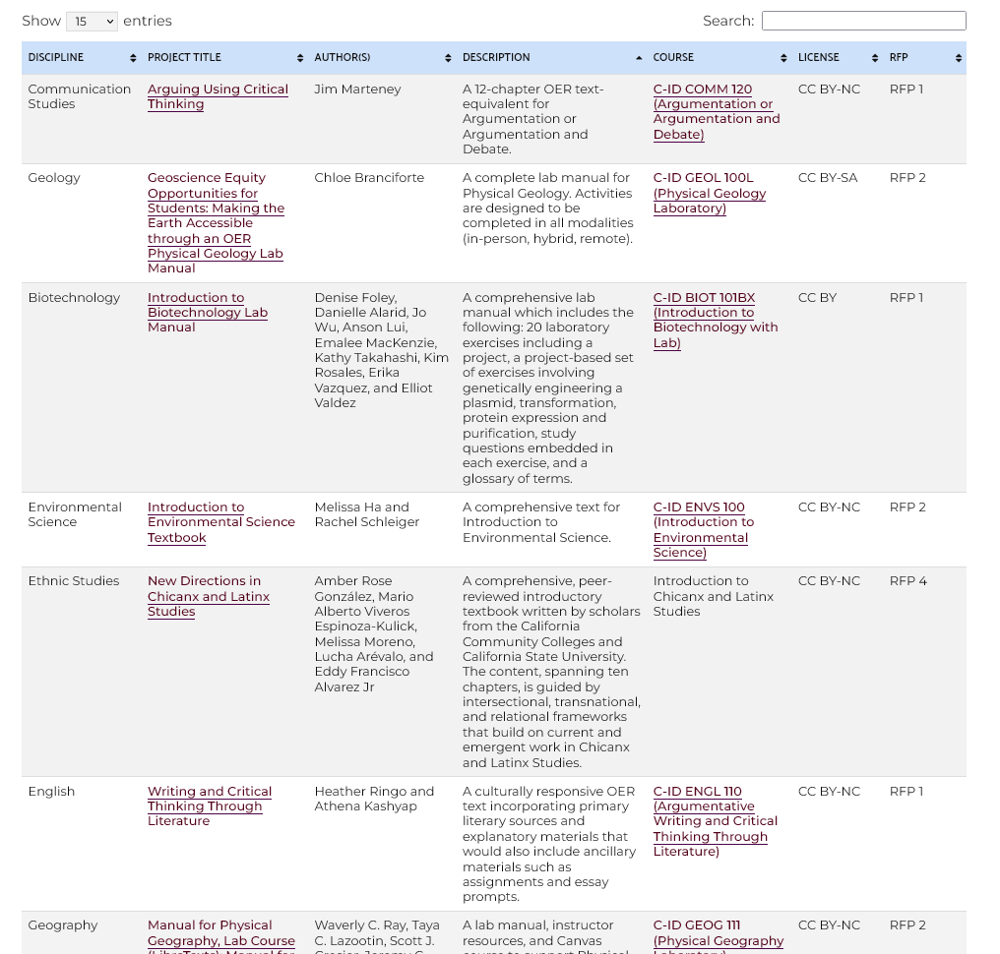 Show 15 entries Search:
DISCIPLINE PROJECT TITLE AUTHOR(S) DESCRIPTION COURSE LICENSE RFP
Communication Studies
Arguing Using Critical
Thinking
Jim Marteney
A 12-chapter OER text-
equivalent for
Argumentation or
Argumentation and
Debate.
C-ID COMM 120
(Argumentation or
Argumentation and
Debate)
CC BY-NC
RFP 1
Geology
Geoscience Equity
Opportunities for
Students: Making the
Earth Accessible
through an OER
Physical Geology Lab
Manual
Chloe Branciforte
A complete lab manual for
Physical Geology. Activities
are designed to be
completed in all modalities
(in-person, hybrid, remote).
C-ID GEOL 100L
(Physical Geology
Laboratory)
CC BY-SA
RFP 2
Biotechnology
Introduction to
Biotechnology Lab
Manual
Denise Foley,
Danielle Alarid, Jo
Wu, Anson Lui,
Emalee MacKenzie,
Kathy Takahashi, Kim
Rosales, Erika
Vazquez, and Elliot
Valdez
A comprehensive lab
manual which includes the
following: 20 laboratory
exercises including a
project, a project-based set
of exercises involving
genetically engineering a
plasmid, transformation,
protein expression and
purification, study
questions embedded in
each exercise, and a
glossary of terms.
C-ID BIOT 101BX
(Introduction to
Biotechnology with
Lab)
CC BY
RFP 1
Environmental
Science
Introduction to
Environmental Science
Textbook
Melissa Ha and
Rachel Schleiger
A comprehensive text for
Introduction to
Environmental Science.
C-ID ENVS 100
(Introduction to
Environmental
Science)
CC BY-NC
RFP 2
Ethnic Studies
New Directions in
Chicanx and Latinx
Studies
Amber Rose
González, Mario
Alberto Viveros
Espinoza-Kulick,
Melissa Moreno,
Lucha Arévalo, and
Eddy Francisco
Alvarez Jr
A comprehensive, peer-
reviewed introductory
textbook written by scholars
from the California
Community Colleges and
California State University.
The content, spanning ten
chapters, is guided by
intersectional, transnational,
and relational frameworks
that build on current and
emergent work in Chicanx
and Latinx Studies.
Introduction to
Chicanx and Latinx
Studies
CC BY-NC
RFP 4
English
Writing and Critical
Thinking Through
Literature
Heather Ringo and
Athena Kashyap
A culturally responsive OER
text incorporating primary
literary sources and
explanatory materials that
would also include ancillary
materials such as
assignments and essay
prompts.
C-ID ENGL 110
(Argumentative
Writing and Critical
Thinking Through
Literature)
CC BY-NC
RFP 1
Geography
Manual for Physical
Geography, Lab Course
Waverly C. Ray, Taya
C. Lazootin, Scott J.
A lab manual, instructor
resources, and Canvas
C-ID GEOG 111
(Physical Geography
CC BY-NC
RFP 2